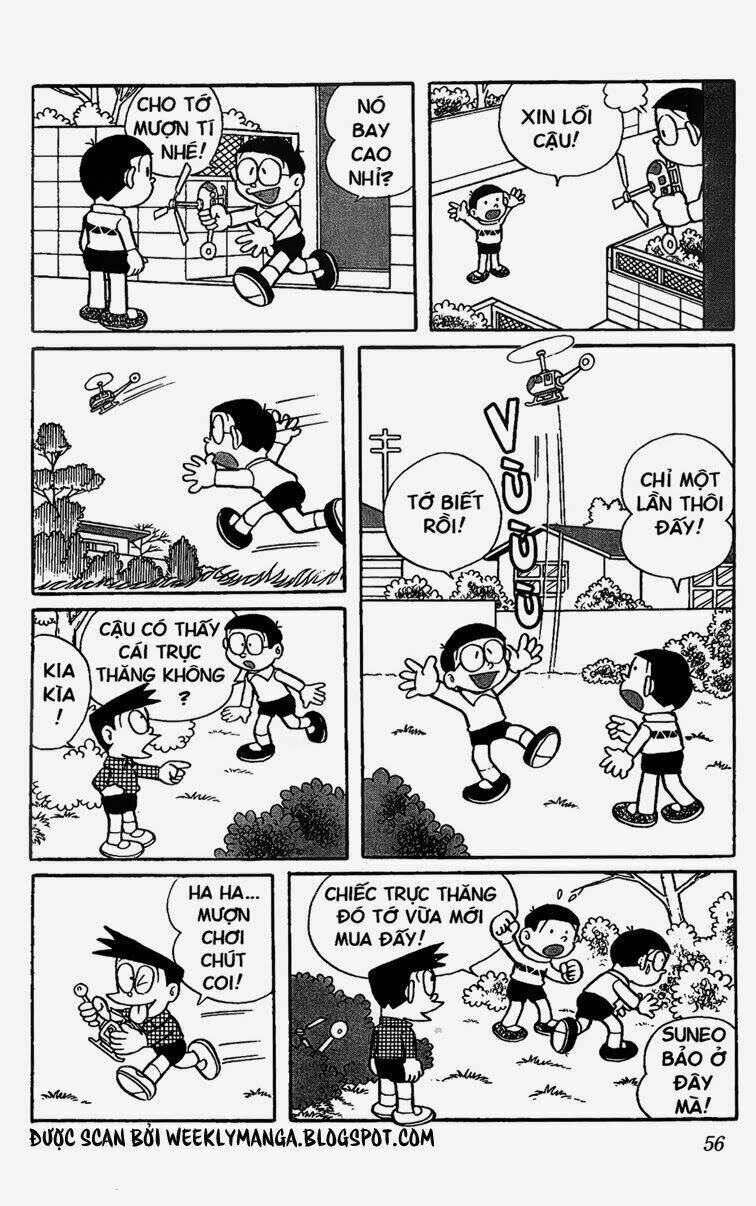 XIN LỖI
CẬU!
NÓ
BAY
CAO
NHỈ?
CHO TỚ
MƯỢN TÍ
NHÉ!
CHỈ MỘT
LẦN THÔI
ĐẤY!
TỚ BIẾT
RỒI!
CẬU CÓ THẤY
CÁI TRỰC
THĂNG KHÔNG
?
KIA
KÌA
!
SUNEO
BẢO Ở
ĐÂY
MÀ!
CHIẾC TRỰC THĂNG
ĐÓ TỚ VỪA MỚI
MUA ĐẤY!
HA HA...
MƯỢN
CHƠI
CHÚT
COI!
ĐƯỢC SCAN BỞI WEEKLYMANGA.BLOGSPOT.COM
56